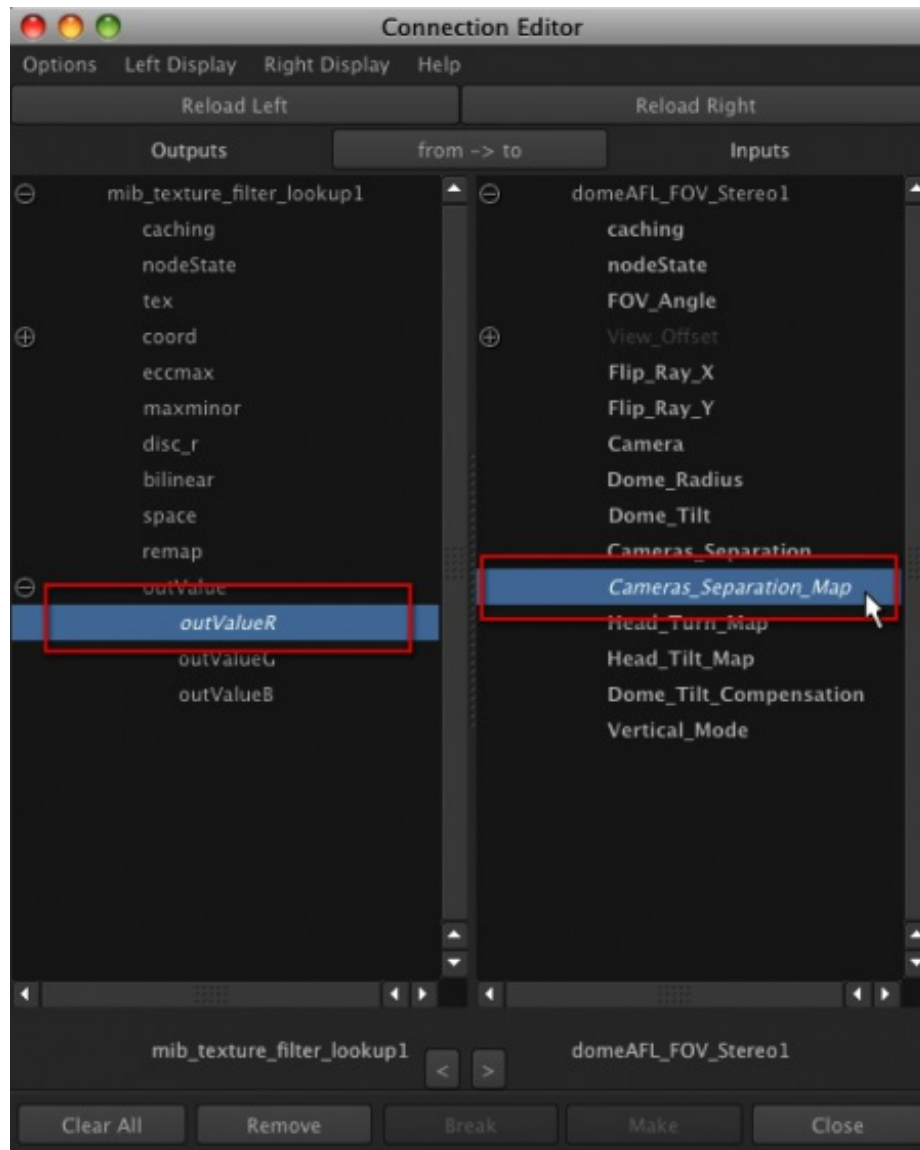 Connection Editor
Options Left Display Right Display Help
Reload Left Reload Right
Outputs from -> to Inputs
mib_texture_filter_lookup1
caching
nodeState
tex
coord
eccmax
maxminor
disc_r
bilinear
space
remap
outValue
outValueR
outValueG
outValueB
domeAFL_FOV_Stereo1
caching
nodeState
FOV_Angle
View_Offset
Flip_Ray_X
Flip_Ray_Y
Camera
Dome_Radius
Dome_Tilt
Cameras_Separation
Cameras_Separation_Map
Head_Turn_Map
Head_Tilt_Map
Dome_Tilt_Compensation
Vertical_Mode
mib_texture_filter_lookup1 < > domeAFL_FOV_Stereo1
Clear All Remove Break Make Close